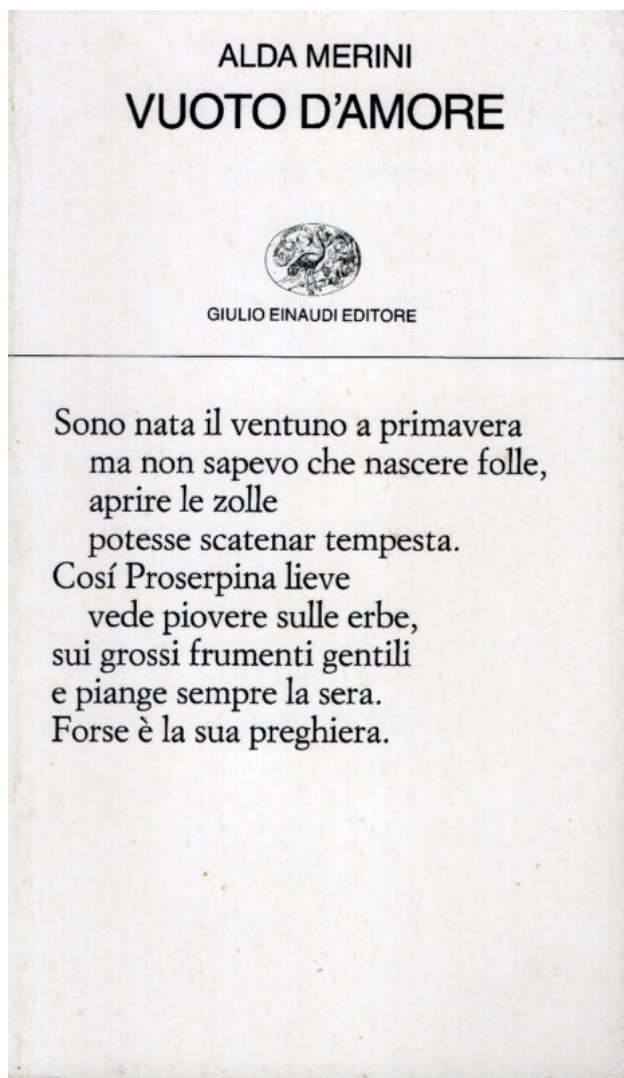 ALDA MERINI
VUOTO D'AMORE
GIULIO EINAUDI EDITORE
Sono nata il ventuno a primavera
ma non sapevo che nascere folle,
aprire le zolle
potesse scatenar tempesta.
Cosí Proserpina lieve
vede piovere sulle erbe,
sui grossi frumenti gentili
e piange sempre la sera.
Forse è la sua preghiera.